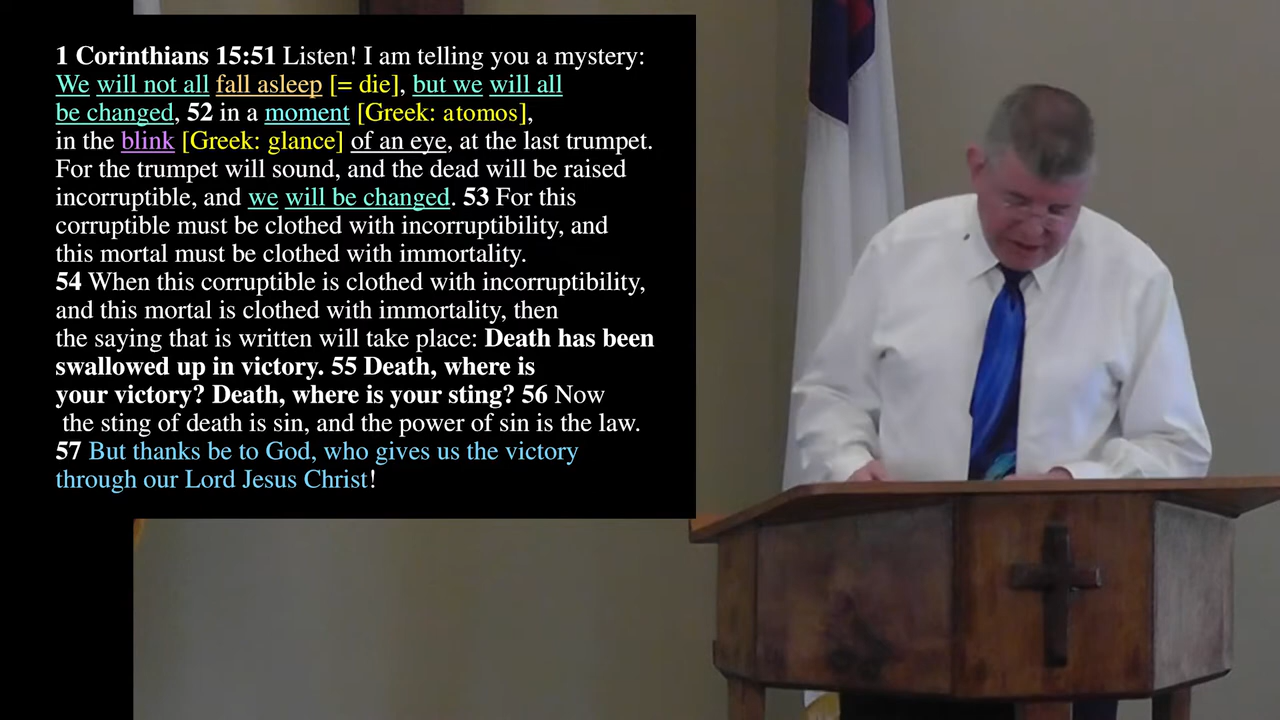 1 Corinthians 15:51 Listen! I am telling you a mystery:
We will not all fall asleep [= die], but we will all
be changed, 52 in a moment [Greek: atomos],
in the blink [Greek: glance] of an eye, at the last trumpet.
For the trumpet will sound, and the dead will be raised
incorruptible, and we will be changed. 53 For this
corruptible must be clothed with incorruptibility, and
this mortal must be clothed with immortality.
54 When this corruptible is clothed with incorruptibility,
and this mortal is clothed with immortality, then
the saying that is written will take place: Death has been
swallowed up in victory. 55 Death, where is
your victory? Death, where is your sting? 56 Now
the sting of death is sin, and the power of sin is the law.
57 But thanks be to God, who gives us the victory
through our Lord Jesus Christ!